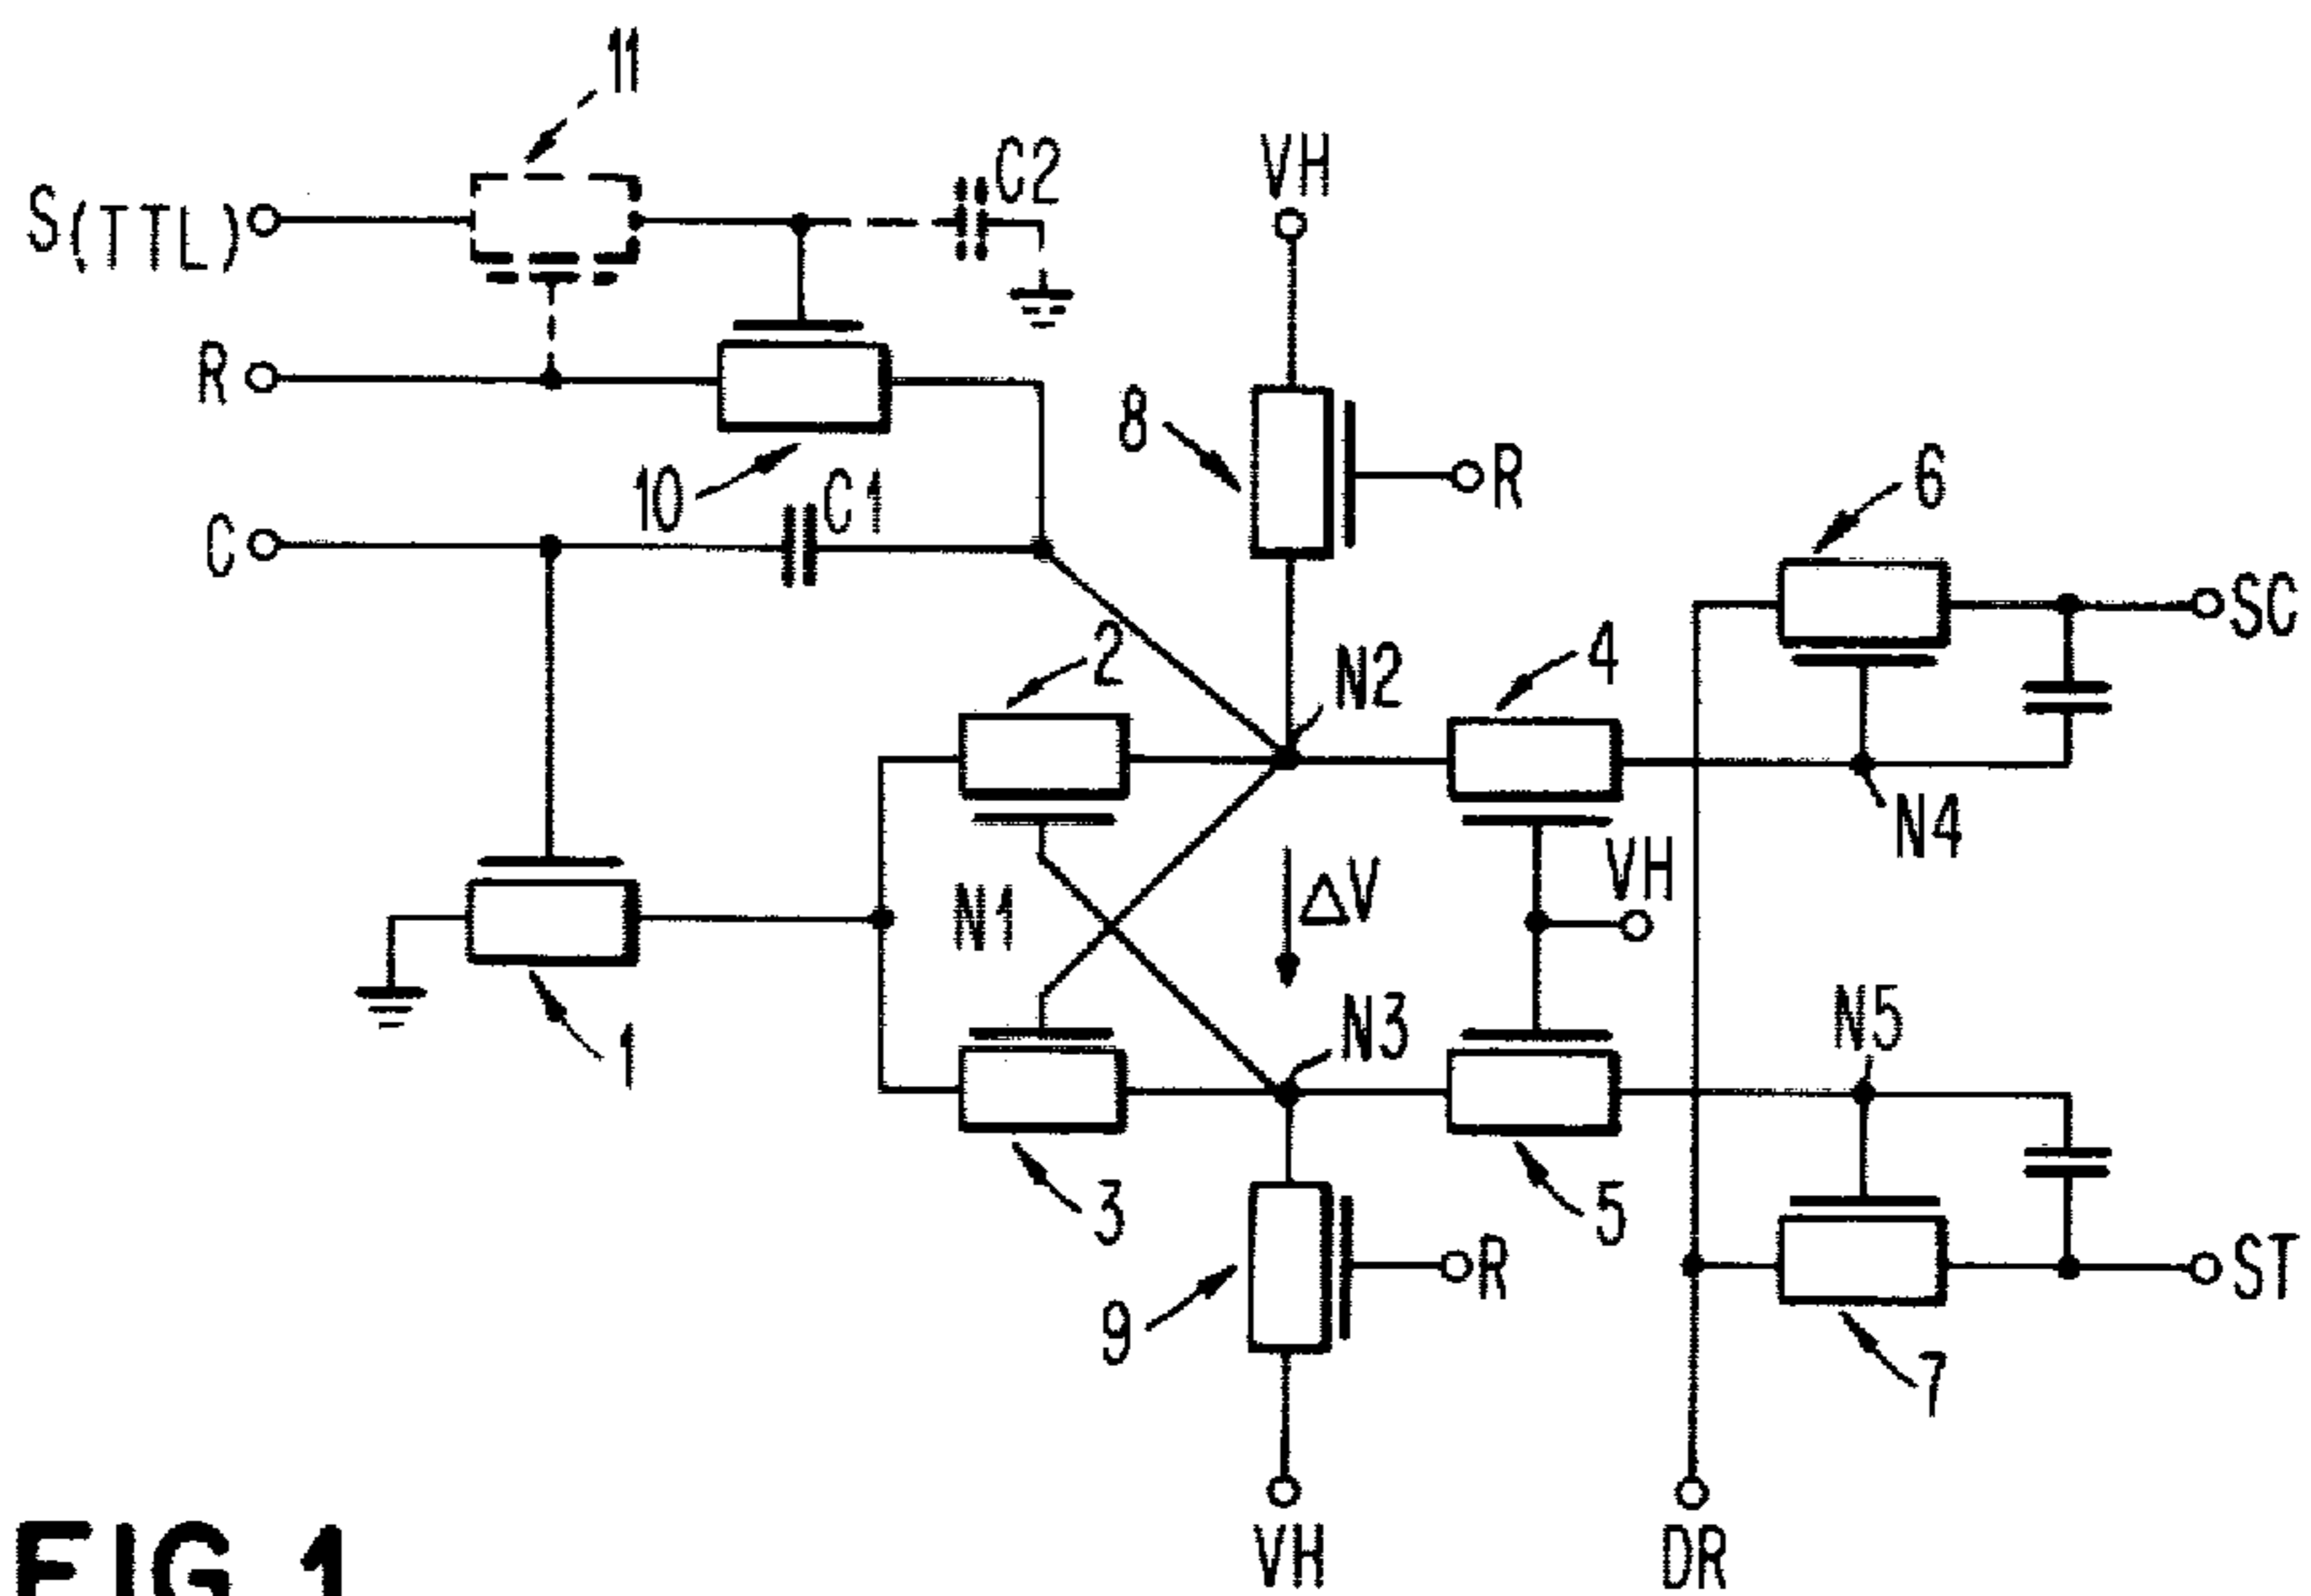 11
C2
VH
S(TTL)
R
8
R
6
10
C1
C
SC
2
N2
4
N4
VH
N1
ΔV
N3
N5
1
3
5
R
ST
9
7
VH
DR
FIG.1